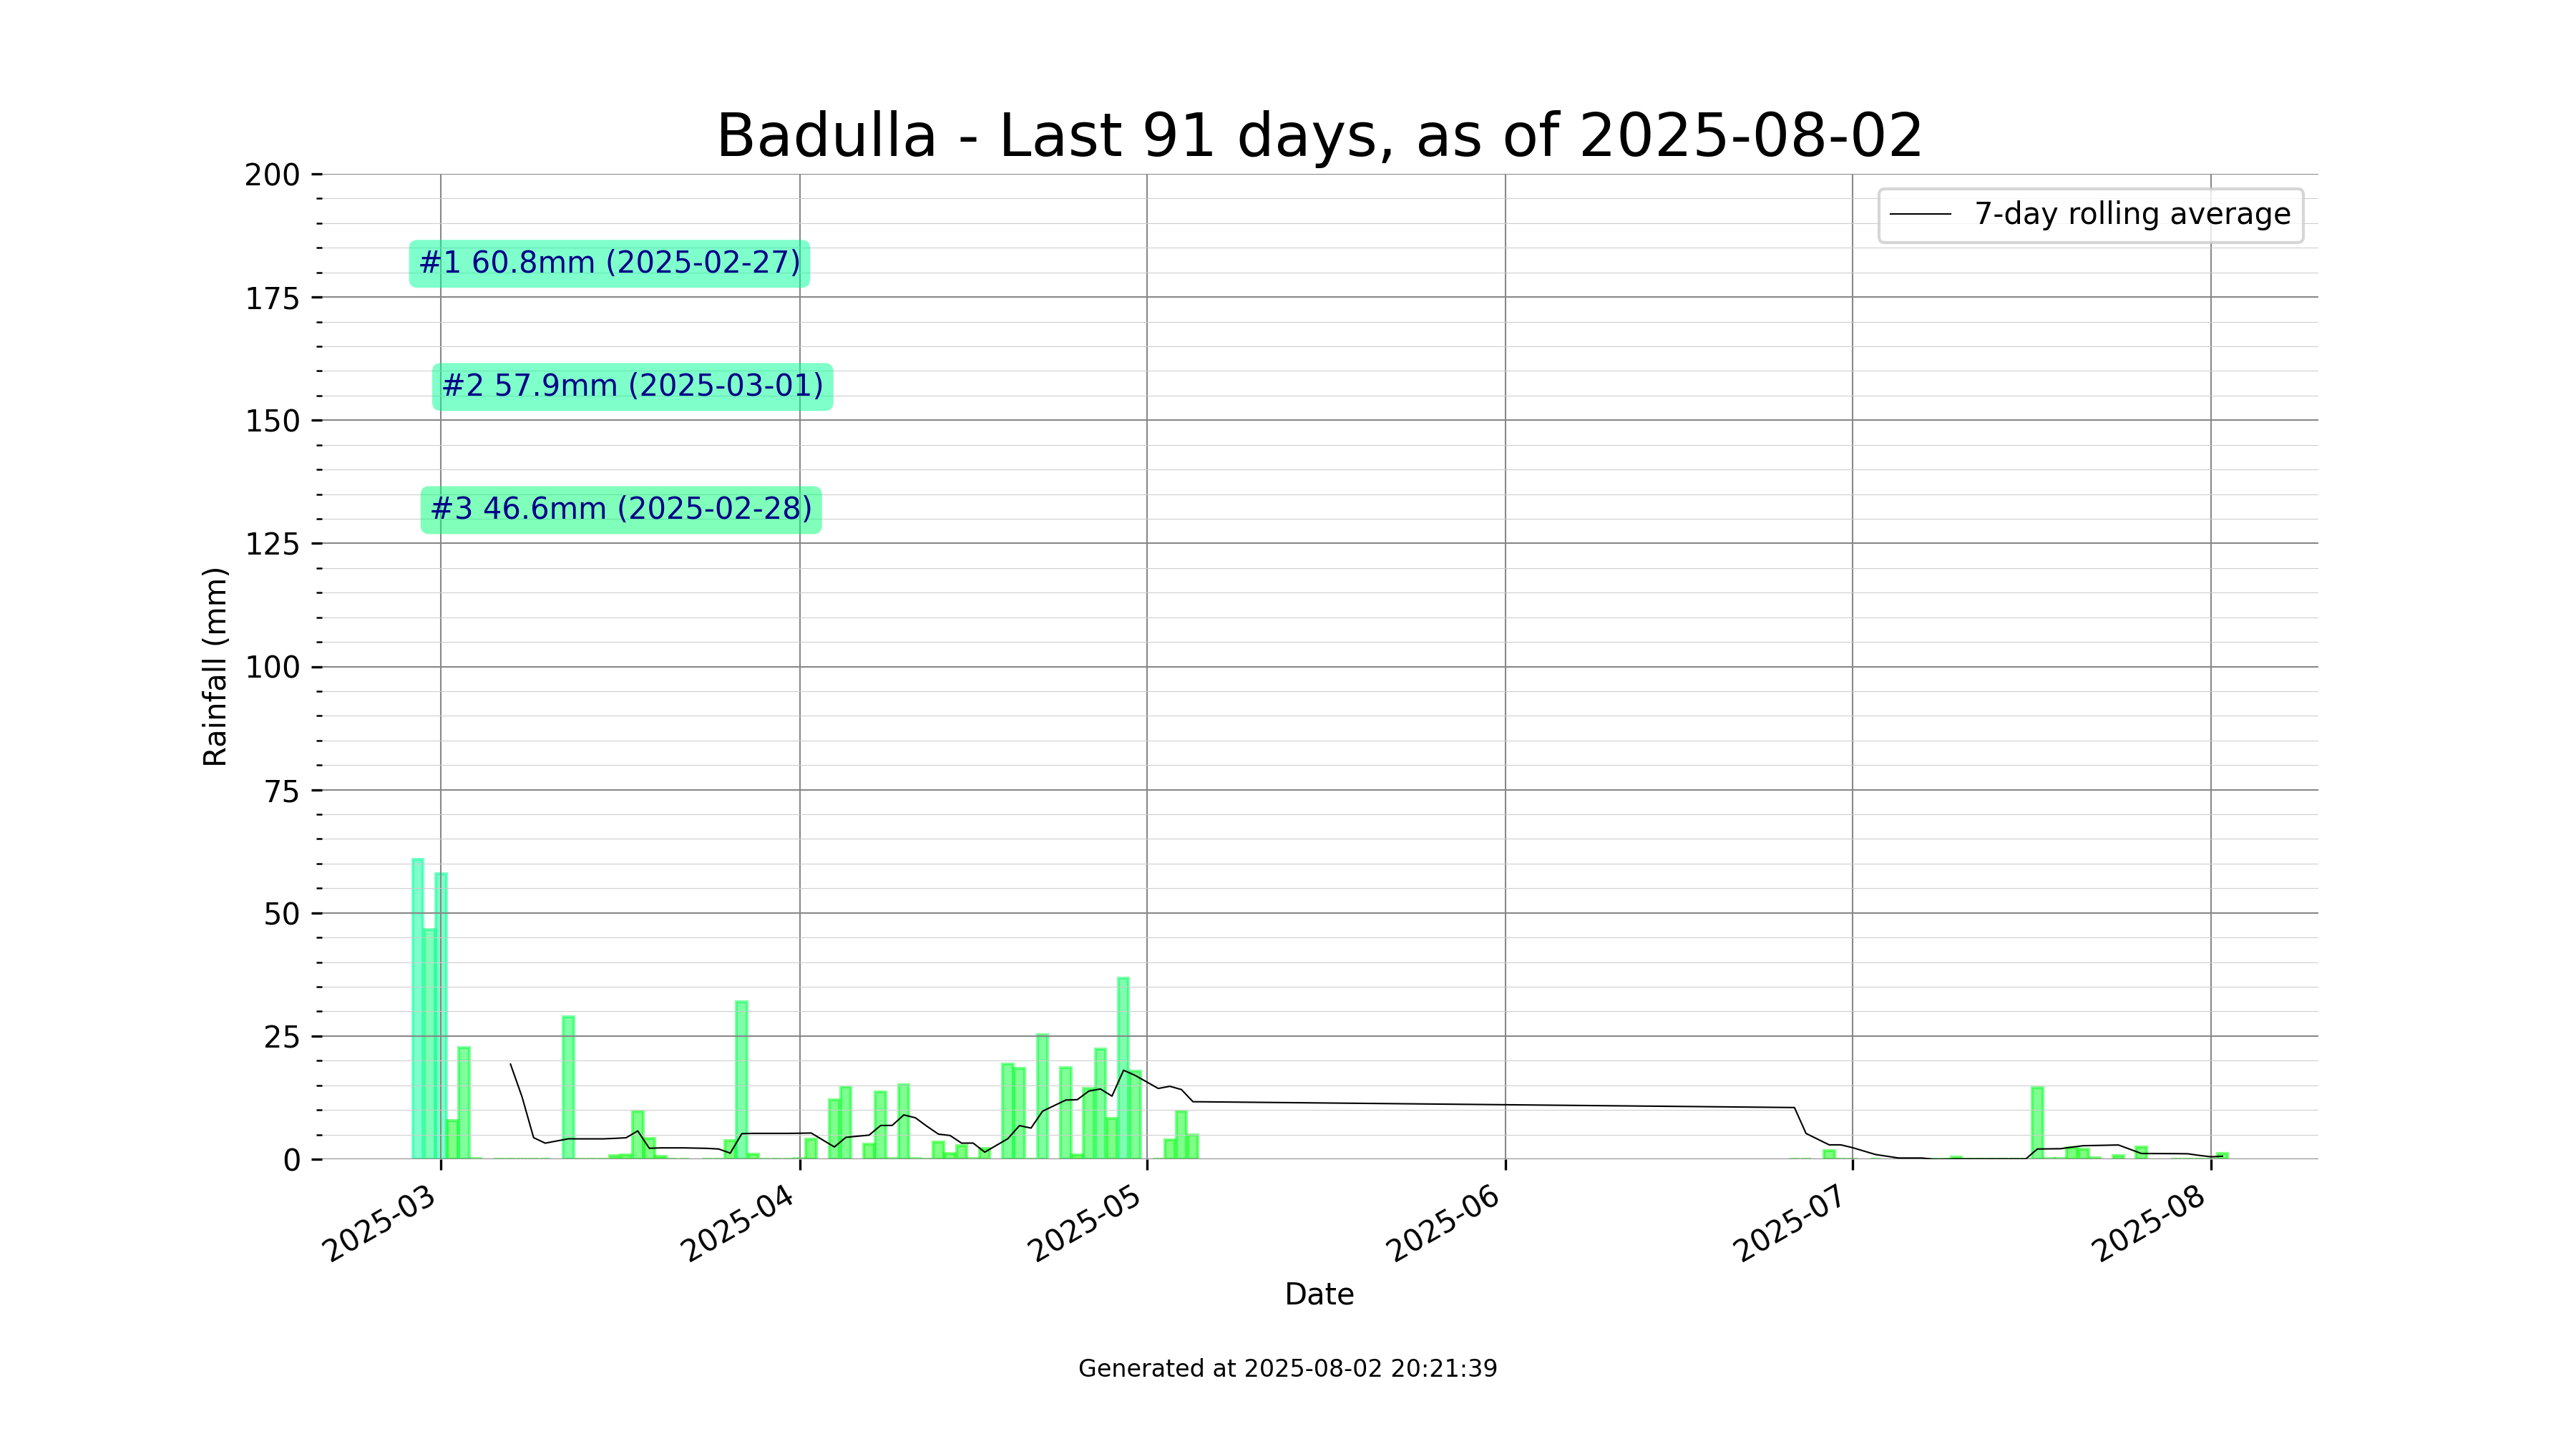 Badulla - Last 91 days, as of 2025-08-02
7-day rolling average
#1 60.8mm (2025-02-27)
#2 57.9mm (2025-03-01)
#3 46.6mm (2025-02-28)
Rainfall (mm)
200
175
150
125
100
75
50
25
0
2025-03
2025-04
2025-05
2025-06
2025-07
2025-08
Date
Generated at 2025-08-02 20:21:39